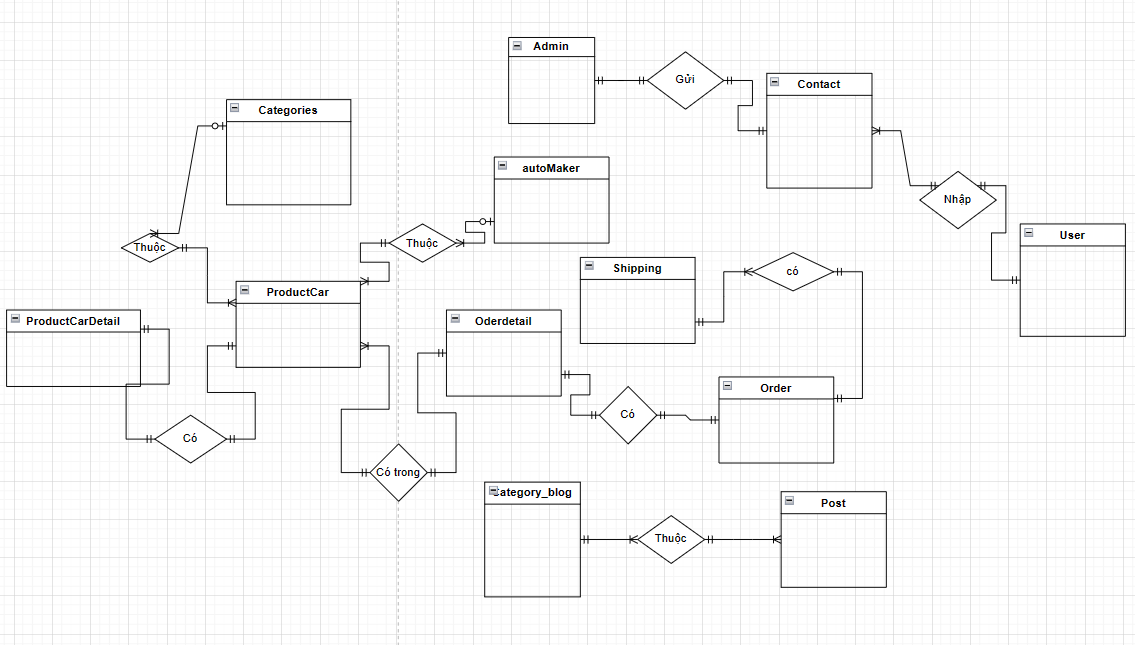 Admin
Gửi
Contact
Categories
autoMaker
Nhập
Thuộc
Thuộc
User
Shipping
có
ProductCar
ProductCarDetail
Oderdetail
Order
Có
Có
Có trong
Category_blog
Post
Thuộc